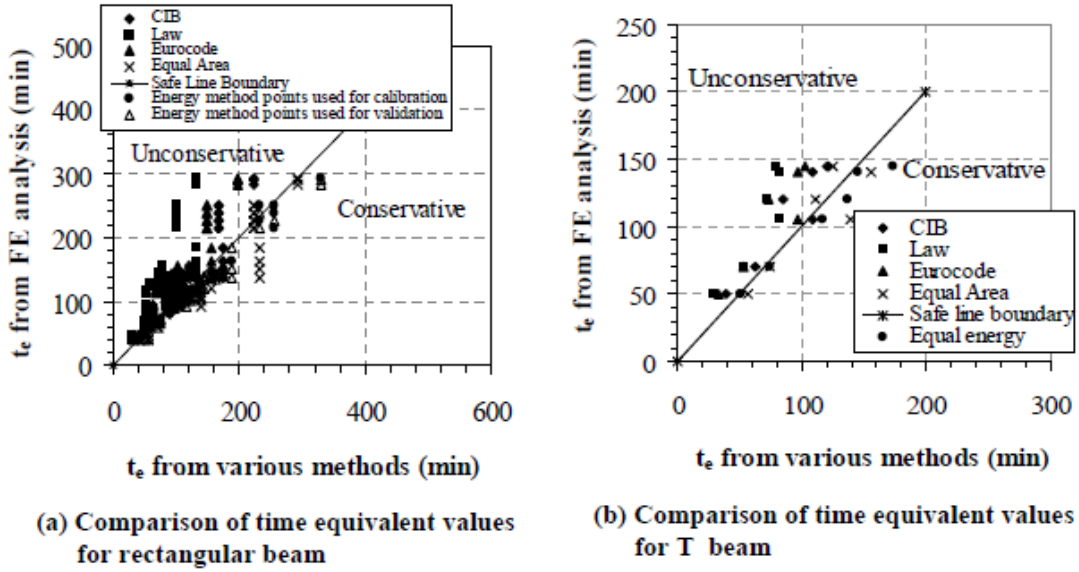 CIB
Law
Eurocode
Equal Area
Safe Line Boundary
Energy method points used for calibration
Energy method points used for validation
500
400
300
200
100
0
tₑ from FE analysis (min)
Unconservative
Conservative
0
200
400
600
tₑ from various methods (min)
(a) Comparison of time equivalent values
for rectangular beam
250
200
150
100
50
0
tₑ from FE analysis (min)
Unconservative
Conservative
CIB
Law
Eurocode
Equal Area
Safe line boundary
Equal energy
0
100
200
300
tₑ from various methods (min)
(b) Comparison of time equivalent values
for T beam